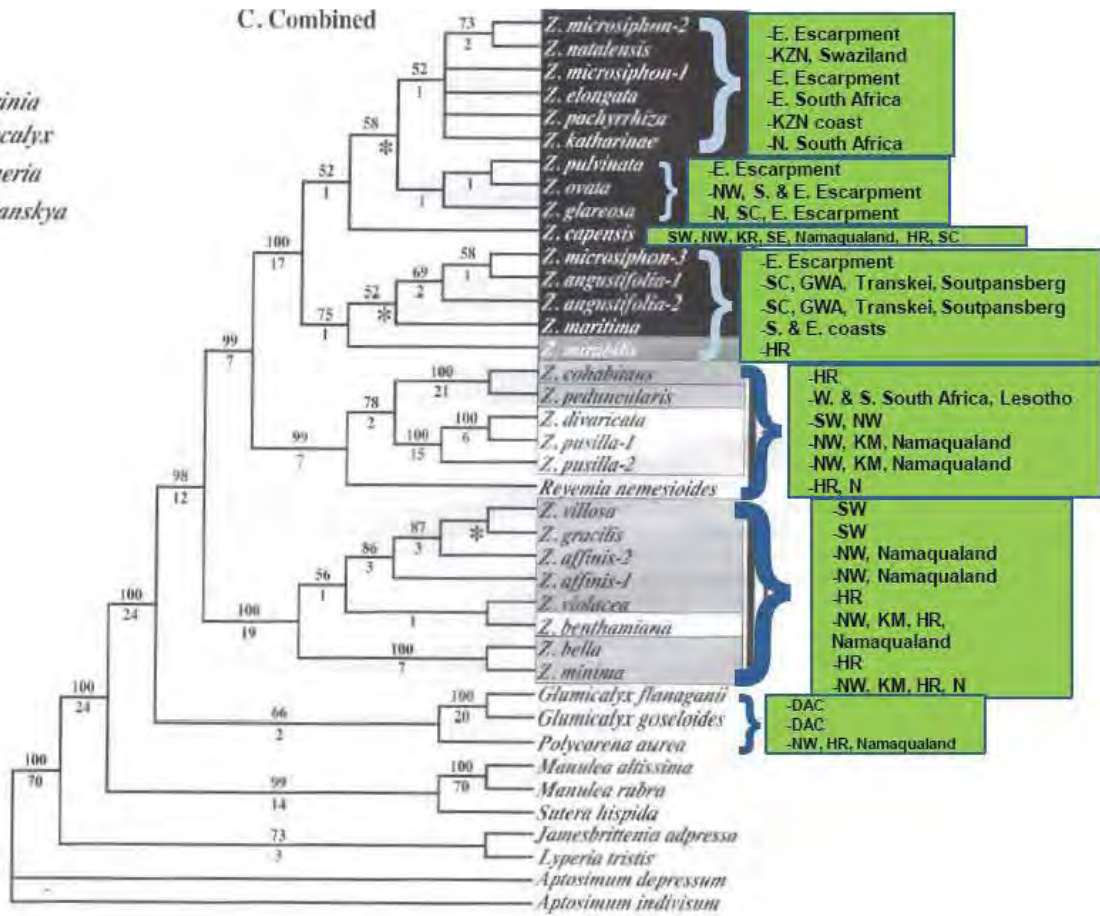 C. Combined
inia
calyx
eria
anskya
Z. microsiphon-2
Z. natalensis
Z. microsiphon-1
Z. elongata
Z. pachyrrhiza
Z. katharinae
Z. pulvinata
Z. ovata
Z. glareosa
Z. capensis
Z. microsiphon-3
Z. angustifolia-1
Z. angustifolia-2
Z. maritima
Z. mirabilis
Z. cohabitans
Z. peduncularis
Z. divaricata
Z. pusilla-1
Z. pusilla-2
Reyemia nemesioides
Z. villosa
Z. gracilis
Z. affinis-2
Z. affinis-1
Z. violacea
Z. benthamiana
Z. bella
Z. minima
Glumicalyx flanaganii
Glumicalyx goseloides
Polycarena aurea
Manulea altissima
Manulea rubra
Sutera hispida
Jamesbrittenia adpressa
Lyperia tristis
Aptosimum depressum
Aptosimum indivisum
-E. Escarpment
-KZN, Swaziland
-E. Escarpment
-E. South Africa
-KZN coast
-N. South Africa
-E. Escarpment
-NW, S. & E. Escarpment
-N, SC, E. Escarpment
SW, NW, KR, SE, Namaqualand, HR, SC
-E. Escarpment
-SC, GWA, Transkei, Soutpansberg
-SC, GWA, Transkei, Soutpansberg
-S. & E. coasts
-HR
-HR
-W. & S. South Africa, Lesotho
-SW, NW
-NW, KM, Namaqualand
-NW, KM, Namaqualand
-HR, N
-SW
-SW
-NW, Namaqualand
-NW, Namaqualand
-HR
-NW, KM, HR,
Namaqualand
-HR
-NW, KM, HR, N
-DAC
-DAC
-NW, HR, Namaqualand
73
2
52
1
58
*
1
1
52
1
100
17
58
1
69
2
52
*
75
1
99
7
100
21
78
2
100
6
100
15
99
7
98
12
87
3
*
86
3
56
1
1
100
19
100
7
100
24
100
20
66
2
100
24
100
70
99
14
100
70
73
3